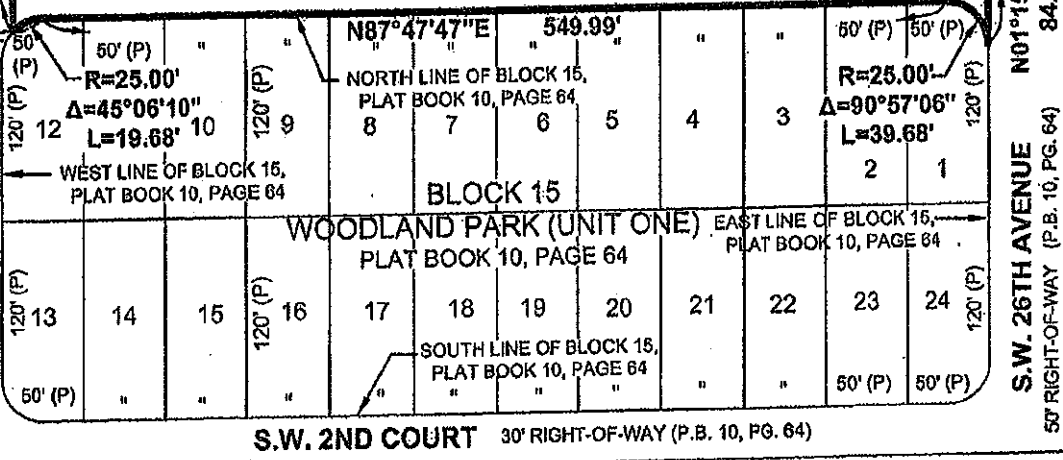 N87°47'47"E 549.99'
50' (P) 50' (P) " " " " " " " " 50' (P) 50' (P)
R=25.00'
Δ=45°06'10"
L=19.68'
NORTH LINE OF BLOCK 15,
PLAT BOOK 10, PAGE 64
R=25.00'
Δ=90°57'06"
L=39.68'
120' (P) 120' (P) 120' (P)
12 10 9 8 7 6 5 4 3 2 1
WEST LINE OF BLOCK 15,
PLAT BOOK 10, PAGE 64
BLOCK 15
WOODLAND PARK (UNIT ONE)
PLAT BOOK 10, PAGE 64
EAST LINE OF BLOCK 15,
PLAT BOOK 10, PAGE 64
120' (P) 120' (P) 120' (P)
13 14 15 16 17 18 19 20 21 22 23 24
SOUTH LINE OF BLOCK 15,
PLAT BOOK 10, PAGE 64
50' (P) " " " " " " " " " 50' (P) 50' (P)
S.W. 2ND COURT 30' RIGHT-OF-WAY (P.B. 10, PG. 64)
S.W. 26TH AVENUE
50' RIGHT-OF-WAY (P.B. 10, PG. 64)